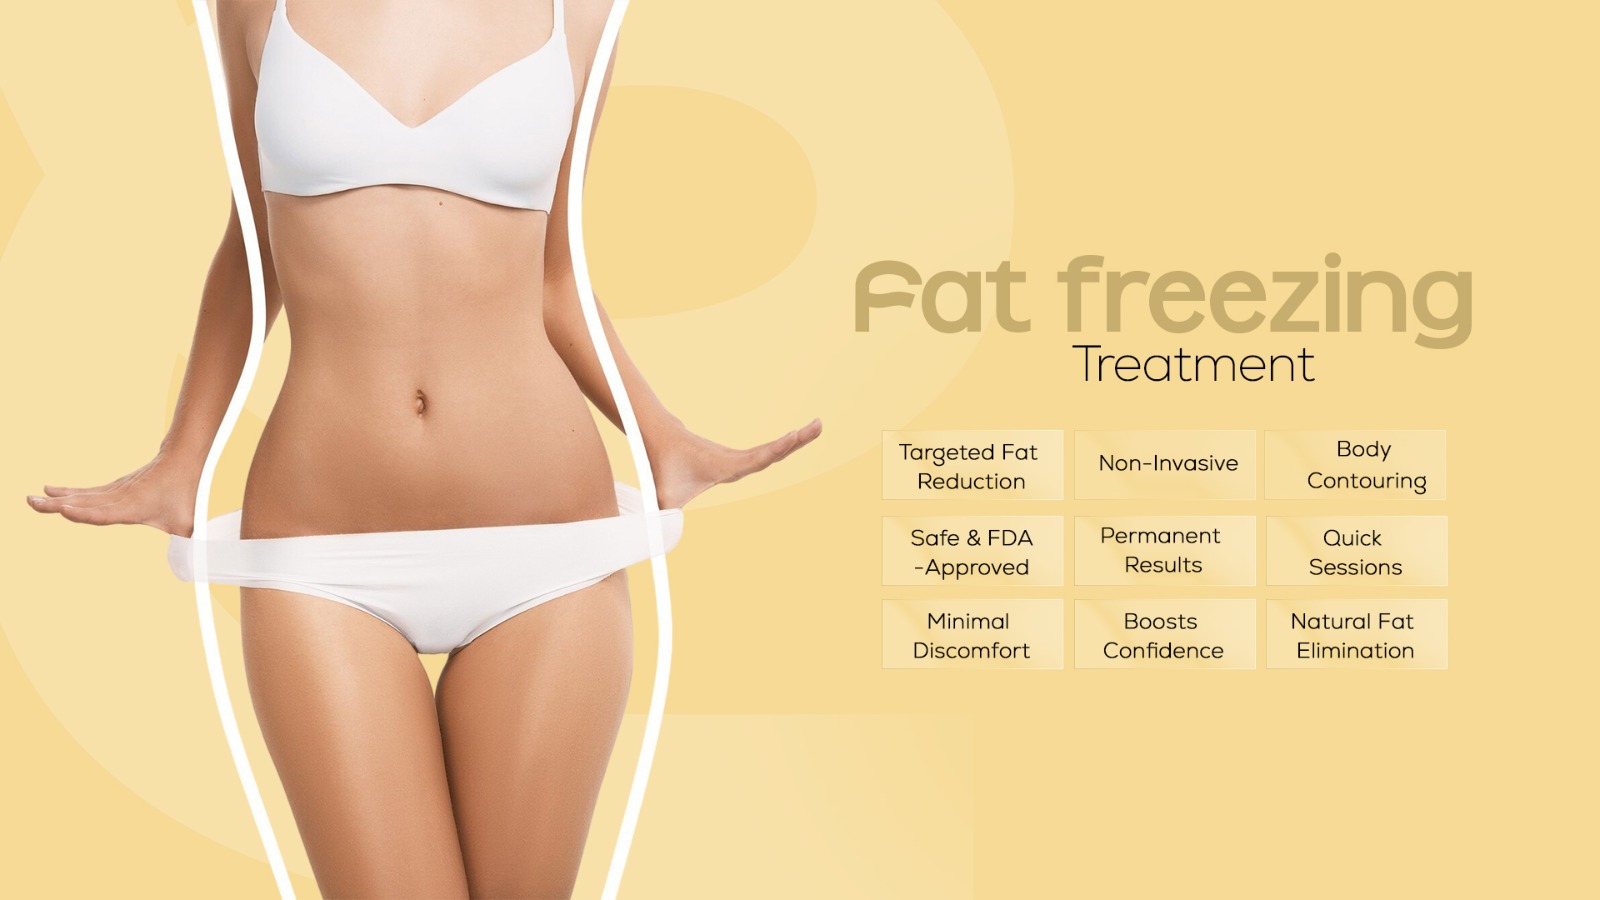 Fat freezing
Treatment
Targeted Fat
Reduction
Non-Invasive
Body
Contouring
Safe & FDA
-Approved
Permanent
Results
Quick
Sessions
Minimal
Discomfort
Boosts
Confidence
Natural Fat
Elimination